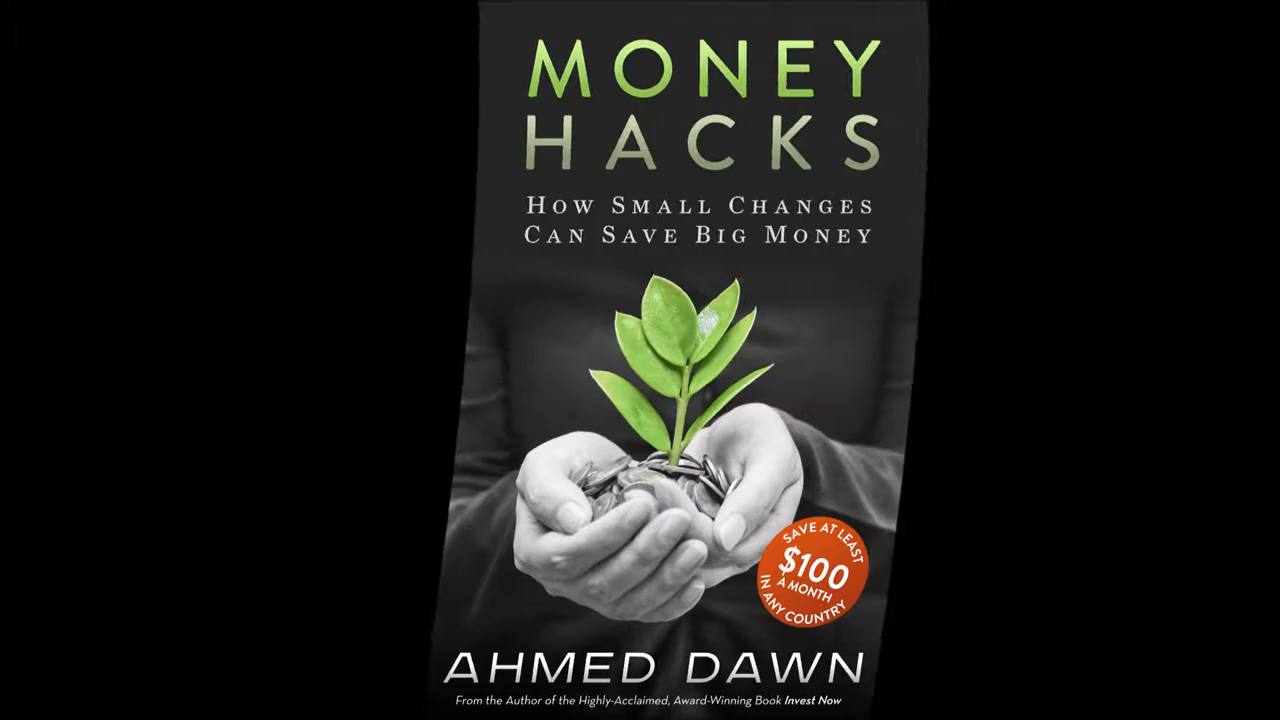 MONEY
HACKS
How Small Changes
Can Save Big Money
SAVE AT LEAST
$100
A MONTH
IN ANY COUNTRY
AHMED DAWN
From the Author of the Highly-Acclaimed, Award-Winning Book Invest Now